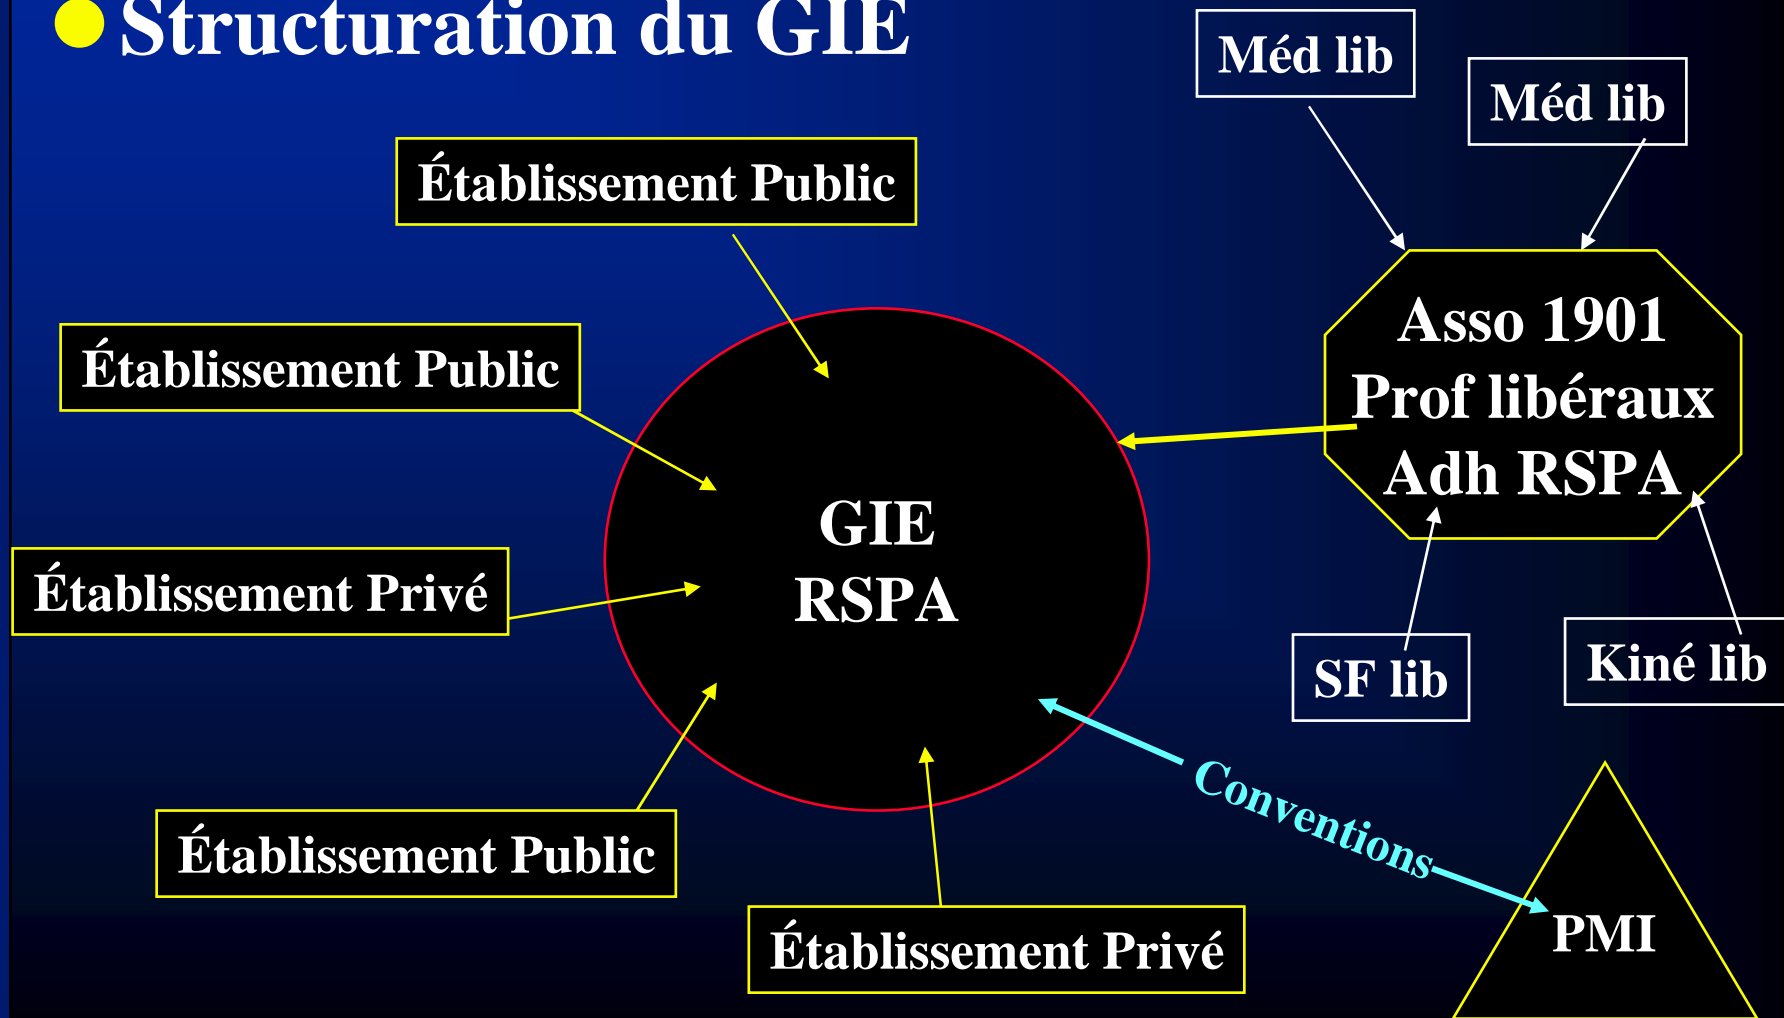 Structuration du GIE
Méd lib
Méd lib
Établissement Public
Établissement Public
Asso 1901
Prof libéraux
Adh RSPA
GIE
RSPA
Établissement Privé
SF lib
Kiné lib
Conventions
Établissement Public
Établissement Privé
PMI